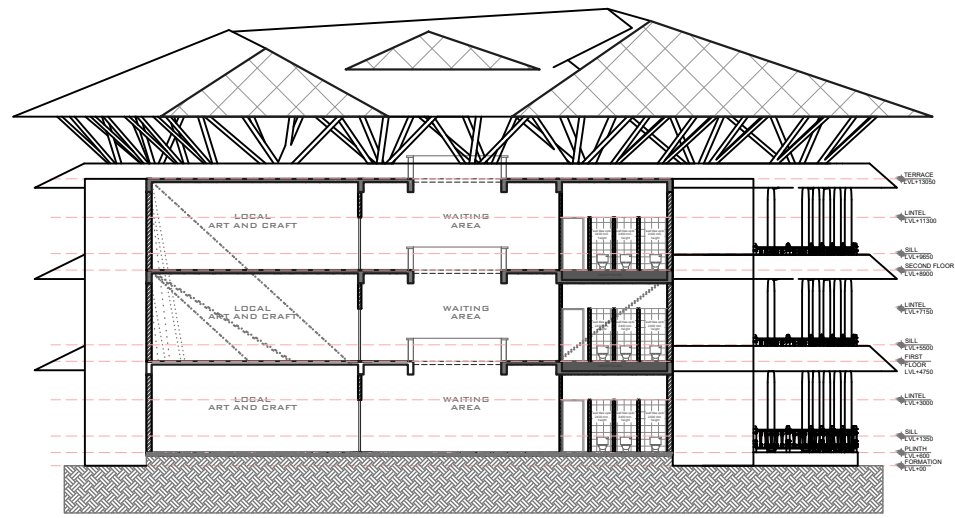 TERRACE
LVL+13050
LOCAL
ART AND CRAFT
WAITING
AREA
LINTEL
LVL+11300
SILL
LVL+9650
SECOND FLOOR
LVL+8900
LOCAL
ART AND CRAFT
WAITING
AREA
LINTEL
LVL+7150
SILL
LVL+5500
FIRST
FLOOR
LVL+4750
LOCAL
ART AND CRAFT
WAITING
AREA
LINTEL
LVL+3000
SILL
LVL+1350
PLINTH
LVL+600
FORMATION
LVL+00